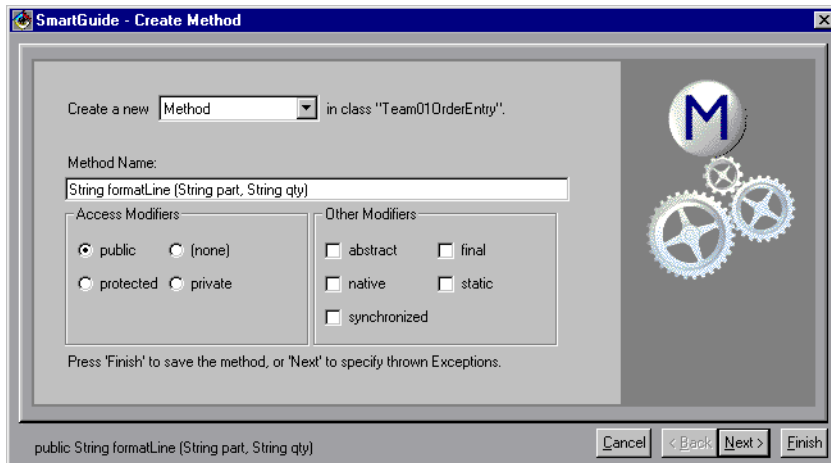 SmartGuide - Create Method
Create a new Method in class "Team01OrderEntry".
M
Method Name:
String formatLine (String part, String qty)
Access Modifiers Other Modifiers
public (none) abstract final
protected private native static
synchronized
Press 'Finish' to save the method, or 'Next' to specify thrown Exceptions.
public String formatLine (String part, String qty) Cancel < Back Next > Finish